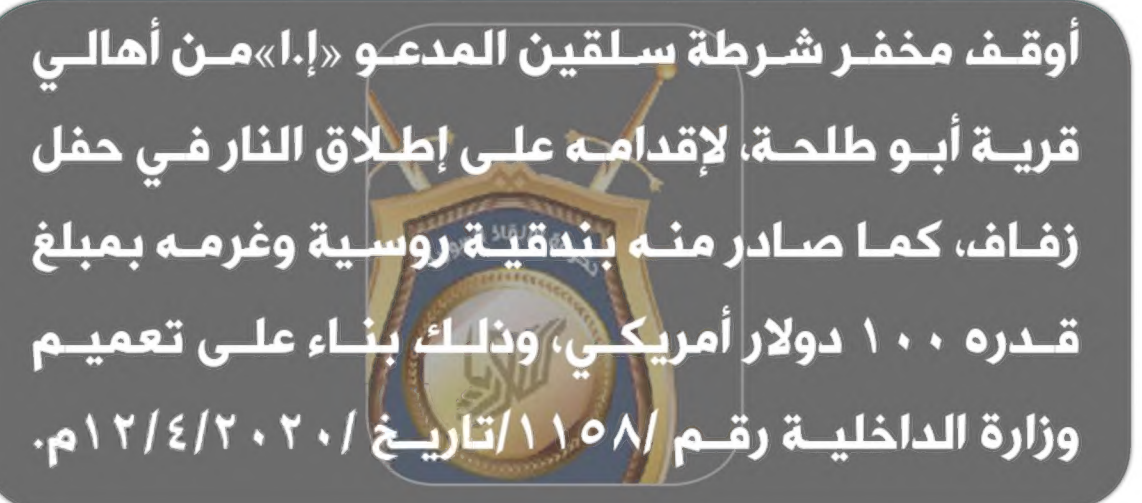 أوقف مخفر شرطة سلقين المدعو «إ.ا» من أهالي
قرية أبو طلحة، لإقدامه على إطلاق النار في حفل
زفاف، كما صادر منه بندقية روسية وغرمه بمبلغ
قدره ١٠٠ دولار أمريكي، وذلك بناء على تعميم
وزارة الداخلية رقم /١١٥٨/تاريخ /١٢/٤/٢٠٢٠م.